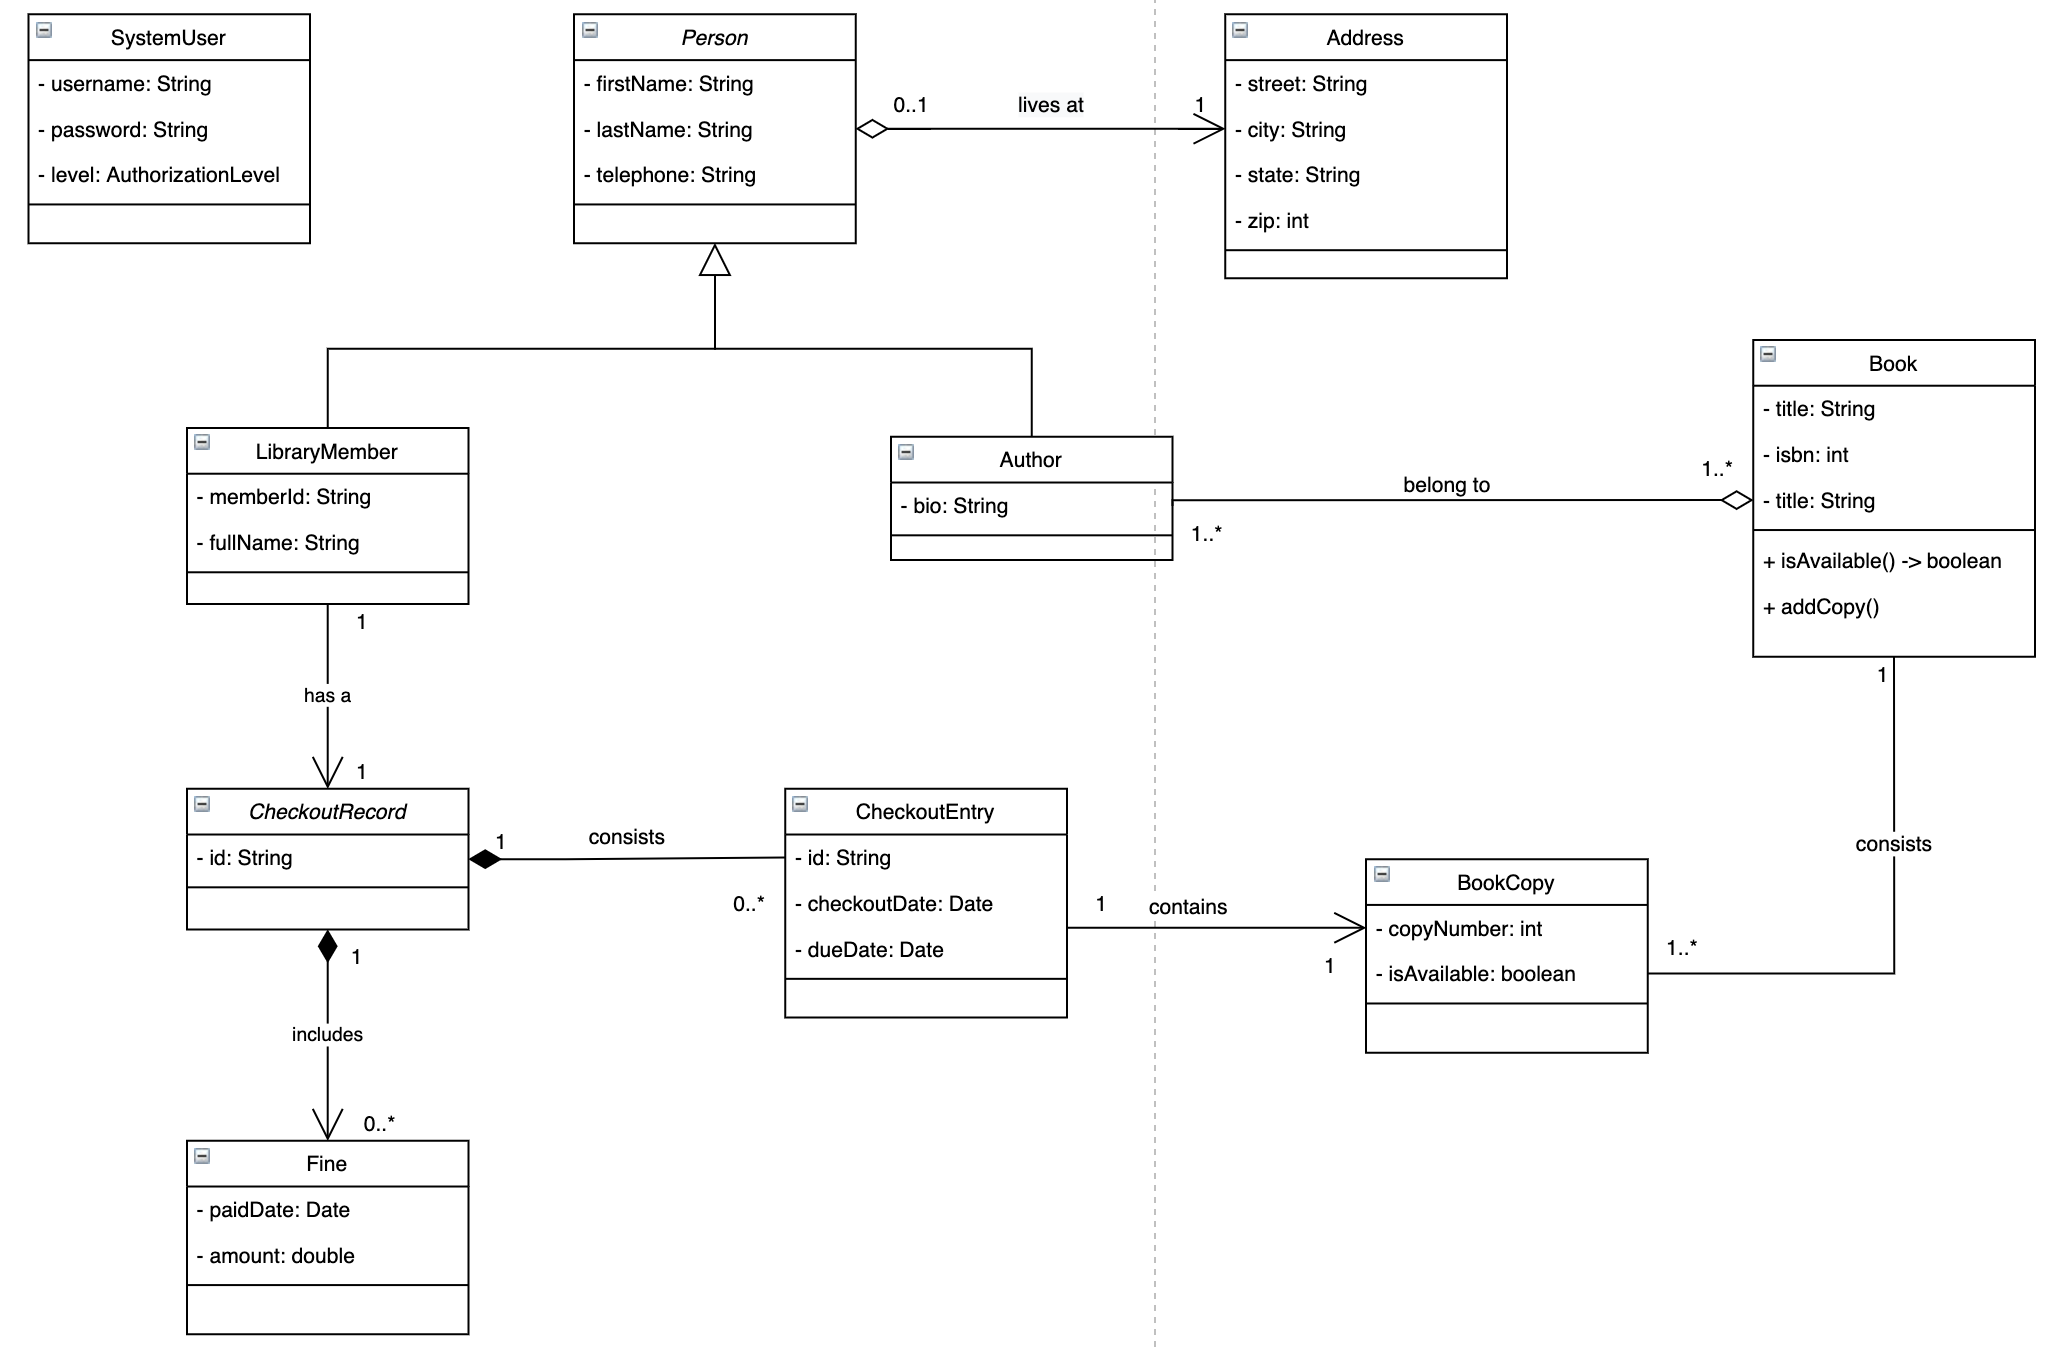 SystemUser
- username: String
- password: String
- level: AuthorizationLevel
Person
- firstName: String
- lastName: String
- telephone: String
0..1
lives at
1
Address
- street: String
- city: String
- state: String
- zip: int
LibraryMember
- memberId: String
- fullName: String
Author
- bio: String
1..*
belong to
1..*
Book
- title: String
- isbn: int
- title: String
+ isAvailable() -> boolean
+ addCopy()
1
has a
1
CheckoutRecord
- id: String
1
consists
0..*
CheckoutEntry
- id: String
- checkoutDate: Date
- dueDate: Date
1
contains
1
BookCopy
- copyNumber: int
- isAvailable: boolean
1..*
consists
1
1
includes
0..*
Fine
- paidDate: Date
- amount: double